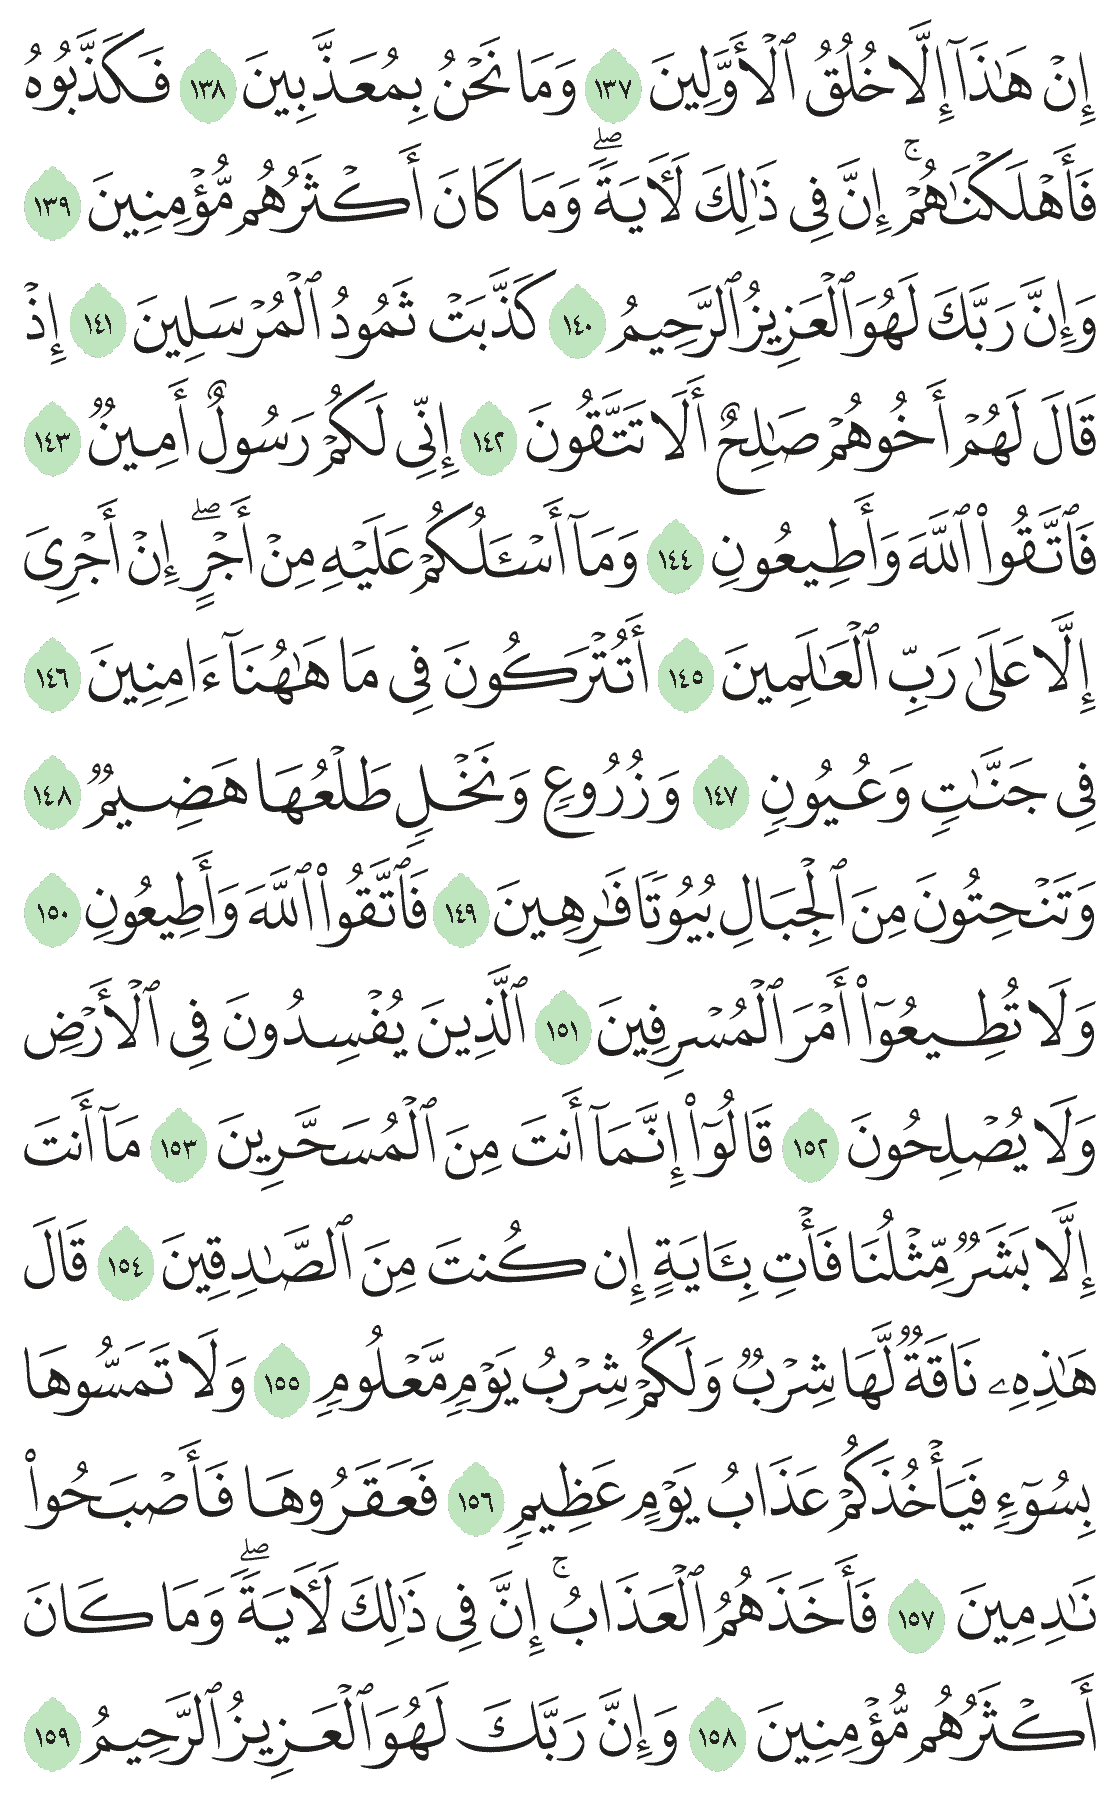 إِنْ هَٰذَآ إِلَّا خُلُقُ ٱلْأَوَّلِينَ ١٣٧ وَمَا نَحْنُ بِمُعَذَّبِينَ ١٣٨ فَكَذَّبُوهُ
فَأَهْلَكْنَٰهُمْ ۚ إِنَّ فِى ذَٰلِكَ لَـَٔايَةً ۖ وَمَا كَانَ أَكْثَرُهُم مُّؤْمِنِينَ ١٣٩
وَإِنَّ رَبَّكَ لَهُوَ ٱلْعَزِيزُ ٱلرَّحِيمُ ١٤٠ كَذَّبَتْ ثَمُودُ ٱلْمُرْسَلِينَ ١٤١ إِذْ
قَالَ لَهُمْ أَخُوهُمْ صَٰلِحٌ أَلَا تَتَّقُونَ ١٤٢ إِنِّى لَكُمْ رَسُولٌ أَمِينٌ ١٤٣
فَٱتَّقُوا۟ ٱللَّهَ وَأَطِيعُونِ ١٤٤ وَمَآ أَسْـَٔلُكُمْ عَلَيْهِ مِنْ أَجْرٍ ۖ إِنْ أَجْرِىَ
إِلَّا عَلَىٰ رَبِّ ٱلْعَٰلَمِينَ ١٤٥ أَتُتْرَكُونَ فِى مَا هَٰهُنَآ ءَامِنِينَ ١٤٦
فِى جَنَّٰتٍ وَعُيُونٍ ١٤٧ وَزُرُوعٍ وَنَخْلٍ طَلْعُهَا هَضِيمٌ ١٤٨
وَتَنْحِتُونَ مِنَ ٱلْجِبَالِ بُيُوتًا فَٰرِهِينَ ١٤٩ فَٱتَّقُوا۟ ٱللَّهَ وَأَطِيعُونِ ١٥٠
وَلَا تُطِيعُوٓا۟ أَمْرَ ٱلْمُسْرِفِينَ ١٥١ ٱلَّذِينَ يُفْسِدُونَ فِى ٱلْأَرْضِ
وَلَا يُصْلِحُونَ ١٥٢ قَالُوٓا۟ إِنَّمَآ أَنتَ مِنَ ٱلْمُسَحَّرِينَ ١٥٣ مَآ أَنتَ
إِلَّا بَشَرٌ مِّثْلُنَا فَأْتِ بِـَٔايَةٍ إِن كُنتَ مِنَ ٱلصَّٰدِقِينَ ١٥٤ قَالَ
هَٰذِهِۦ نَاقَةٌ لَّهَا شِرْبٌ وَلَكُمْ شِرْبُ يَوْمٍ مَّعْلُومٍ ١٥٥ وَلَا تَمَسُّوهَا
بِسُوٓءٍ فَيَأْخُذَكُمْ عَذَابُ يَوْمٍ عَظِيمٍ ١٥٦ فَعَقَرُوهَا فَأَصْبَحُوا۟
نَٰدِمِينَ ١٥٧ فَأَخَذَهُمُ ٱلْعَذَابُ ۚ إِنَّ فِى ذَٰلِكَ لَـَٔايَةً ۖ وَمَا كَانَ
أَكْثَرُهُم مُّؤْمِنِينَ ١٥٨ وَإِنَّ رَبَّكَ لَهُوَ ٱلْعَزِيزُ ٱلرَّحِيمُ ١٥٩